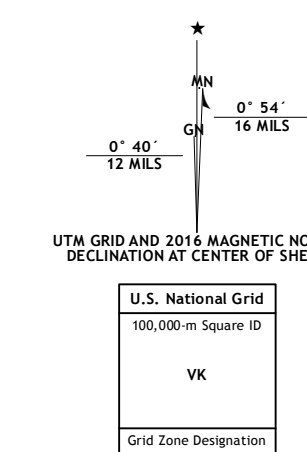 ★
MN
0° 54´
GN
16 MILS
0° 40´
12 MILS
UTM GRID AND 2016 MAGNETIC NO
DECLINATION AT CENTER OF SHE
U.S. National Grid
100,000-m Square ID
VK
Grid Zone Designation